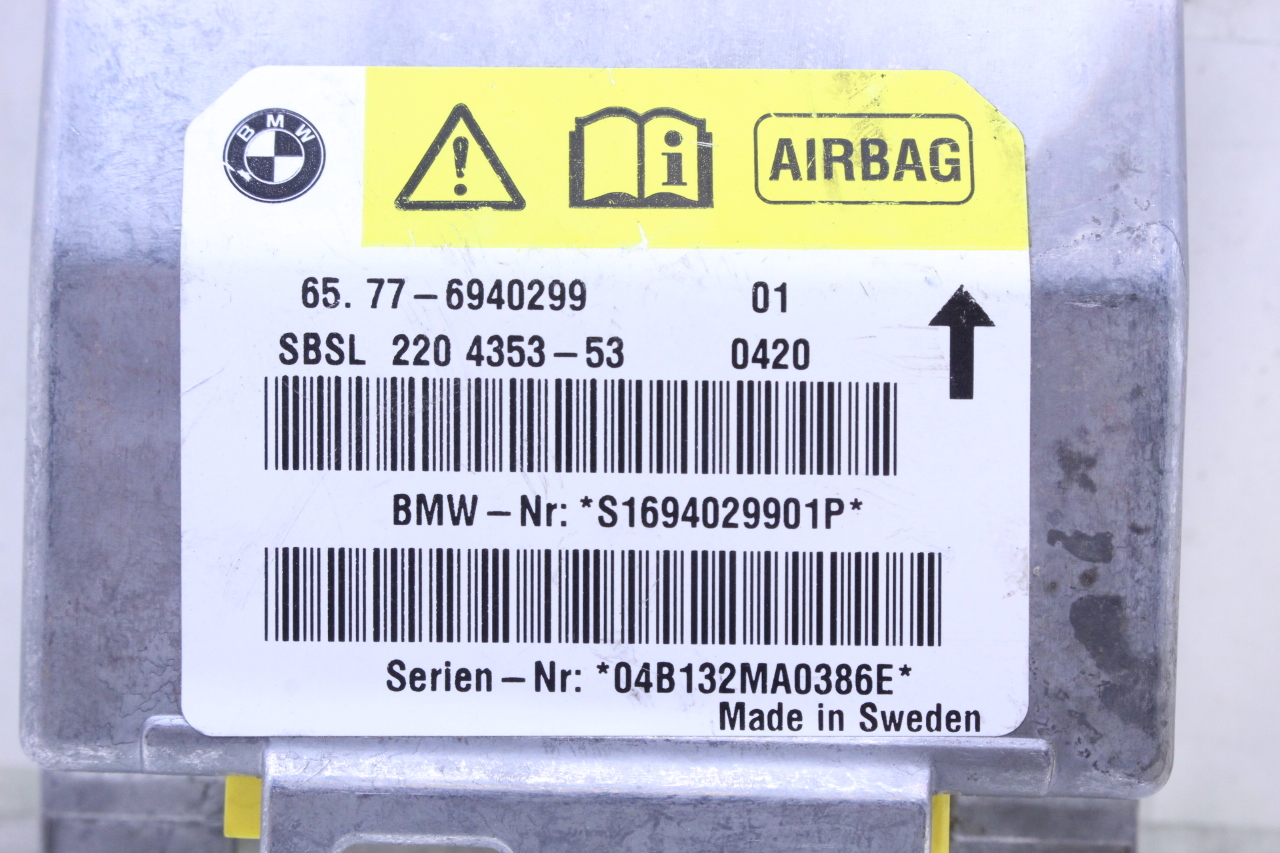 BMW
AIRBAG
65. 77-6940299 01
SBSL 220 4353-53 0420
BMW-Nr: *S1694029901P*
Serien-Nr: *04B132MA0386E*
Made in Sweden